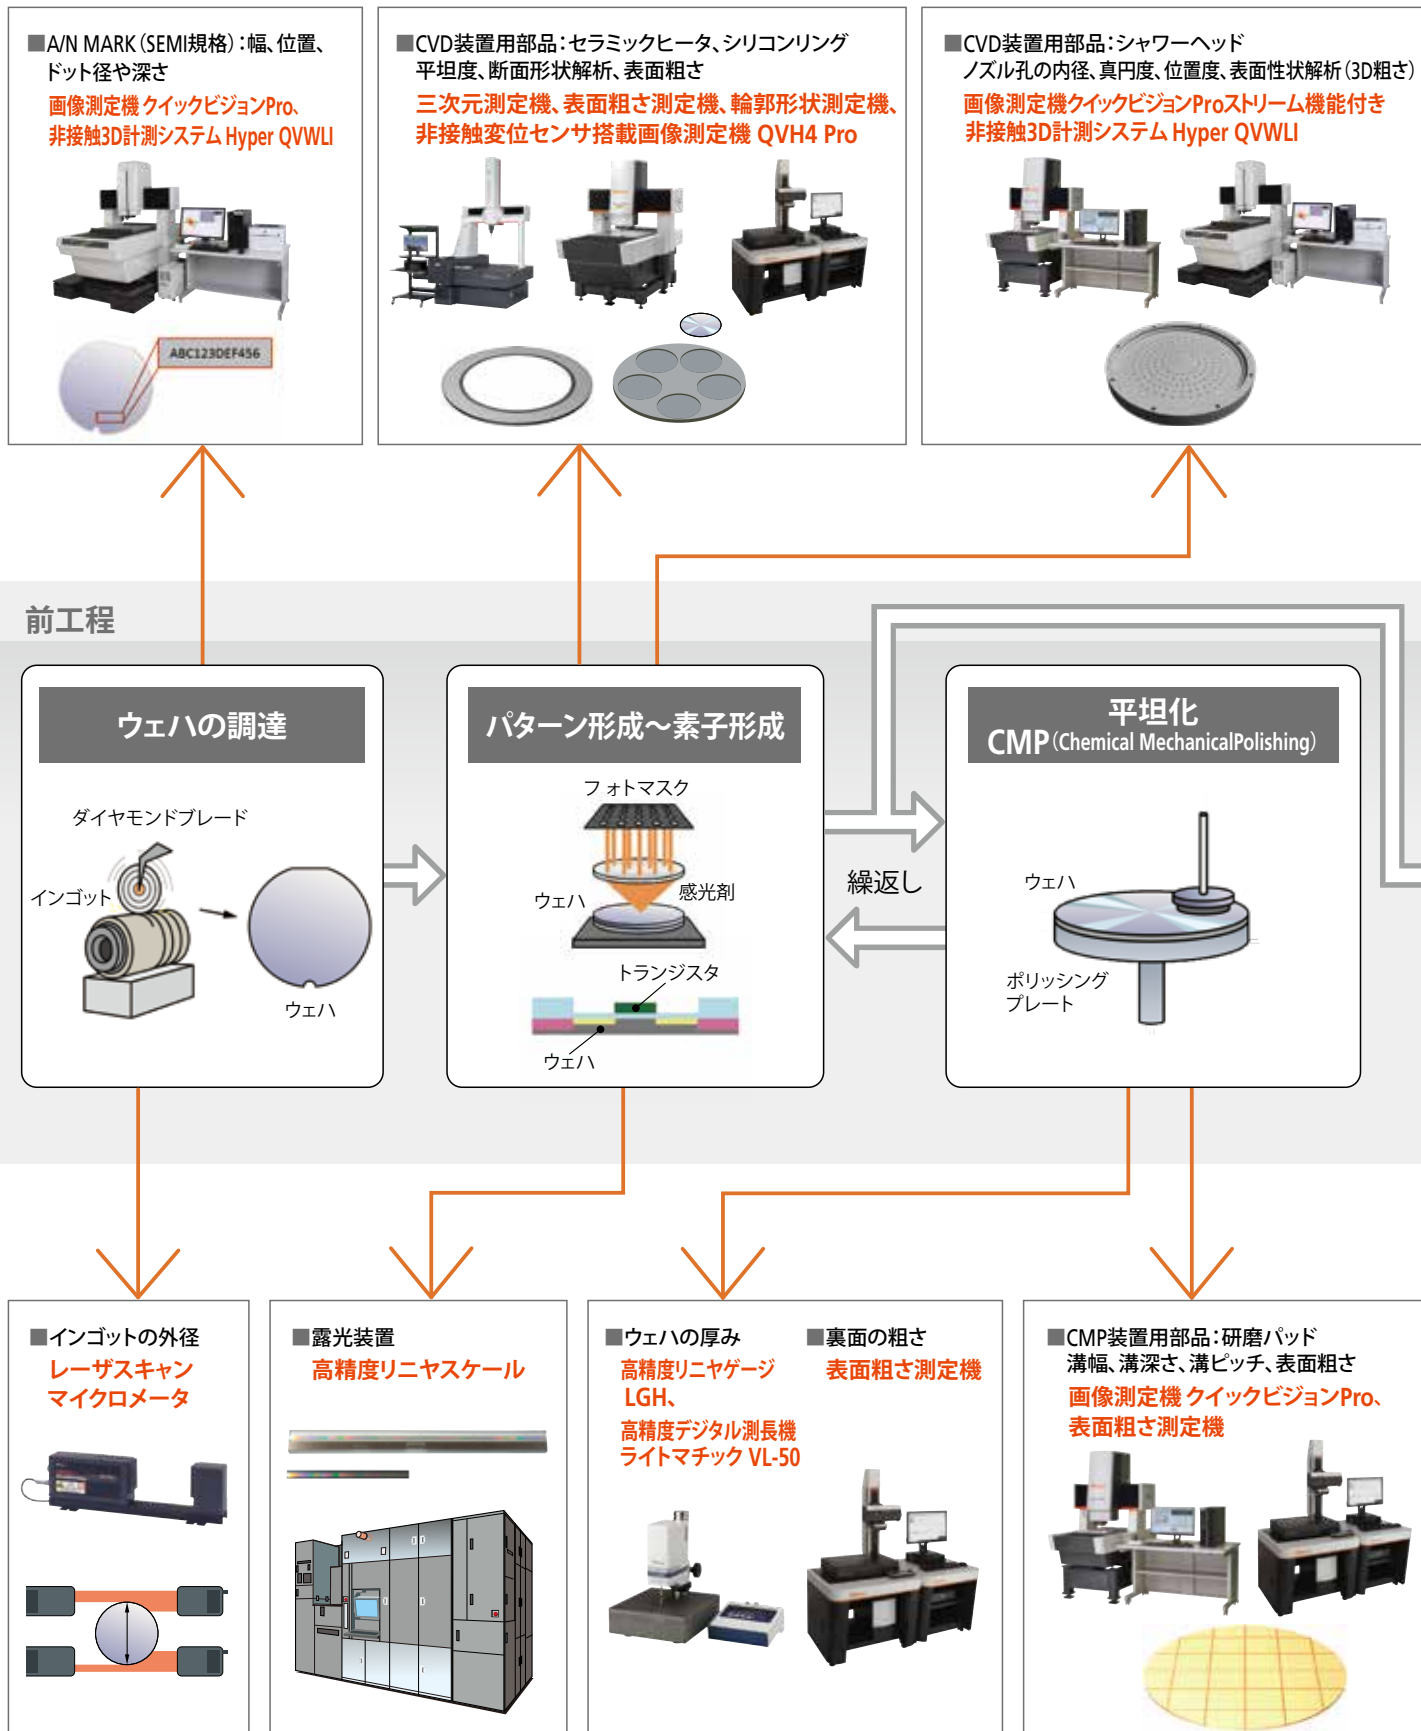 ■A/N MARK（SEMI規格）：幅、位置、
ドット径や深さ
画像測定機 クイックビジョンPro、
非接触3D計測システム Hyper QVWLI
ABC123DEF456
■CVD装置用部品：セラミックヒータ、シリコンリング
平坦度、断面形状解析、表面粗さ
三次元測定機、表面粗さ測定機、輪郭形状測定機、
非接触変位センサ搭載画像測定機 QVH4 Pro
■CVD装置用部品：シャワーヘッド
ノズル孔の内径、真円度、位置度、表面性状解析（3D粗さ）
画像測定機クイックビジョンProストリーム機能付き
非接触3D計測システム Hyper QVWLI
前工程
ウェハの調達
ダイヤモンドブレード
インゴット
ウェハ
パターン形成～素子形成
フォトマスク
ウェハ
感光剤
トランジスタ
ウェハ
繰返し
平坦化
CMP（Chemical MechanicalPolishing）
ウェハ
ポリッシング
プレート
■インゴットの外径
レーザスキャン
マイクロメータ
■露光装置
高精度リニヤスケール
■ウェハの厚み
高精度リニヤゲージ
LGH、
高精度デジタル測長機
ライトマチック VL-50
■裏面の粗さ
表面粗さ測定機
■CMP装置用部品：研磨パッド
溝幅、溝深さ、溝ピッチ、表面粗さ
画像測定機 クイックビジョンPro、
表面粗さ測定機